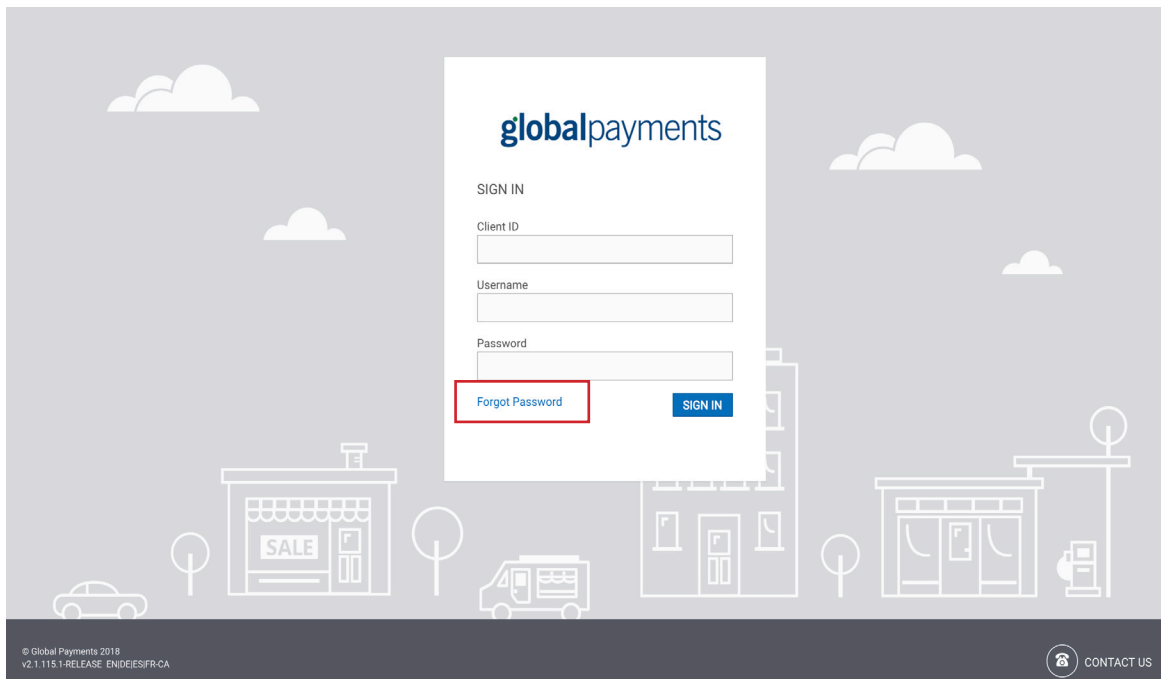 globalpayments
SIGN IN
Client ID
Username
Password
Forgot Password
SIGN IN
SALE
© Global Payments 2018
v2.1.115.1-RELEASE EN|DE|ES|FR-CA
CONTACT US